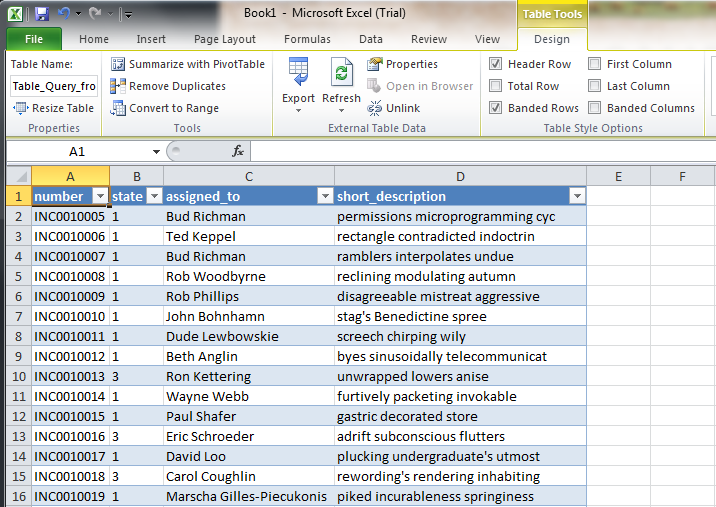 Book1 - Microsoft Excel (Trial)
Table Tools
File Home Insert Page Layout Formulas Data Review View Design
Table Name: Summarize with PivotTable Properties Header Row First Column
Table_Query_fro Remove Duplicates Export Refresh Open in Browser Total Row Last Column
Resize Table Convert to Range Unlink Banded Rows Banded Columns
Properties Tools External Table Data Table Style Options
A1 fx
A B C D E F
1 number state assigned_to short_description
2 INC0010005 1 Bud Richman permissions microprogramming cyc
3 INC0010006 1 Ted Keppel rectangle contradicted indoctrin
4 INC0010007 1 Bud Richman ramblers interpolates undue
5 INC0010008 1 Rob Woodbyrne reclining modulating autumn
6 INC0010009 1 Rob Phillips disagreeable mistreat aggressive
7 INC0010010 1 John Bohnhamn stag's Benedictine spree
8 INC0010011 1 Dude Lewbowskie screech chirping wily
9 INC0010012 1 Beth Anglin byes sinusoidally telecommunicat
10 INC0010013 3 Ron Kettering unwrapped lowers anise
11 INC0010014 1 Wayne Webb furtively packeting invokable
12 INC0010015 1 Paul Shafer gastric decorated store
13 INC0010016 3 Eric Schroeder adrift subconscious flutters
14 INC0010017 1 David Loo plucking undergraduate's utmost
15 INC0010018 3 Carol Coughlin rewording's rendering inhabiting
16 INC0010019 1 Marscha Gilles-Piecukonis piked incurableness springiness